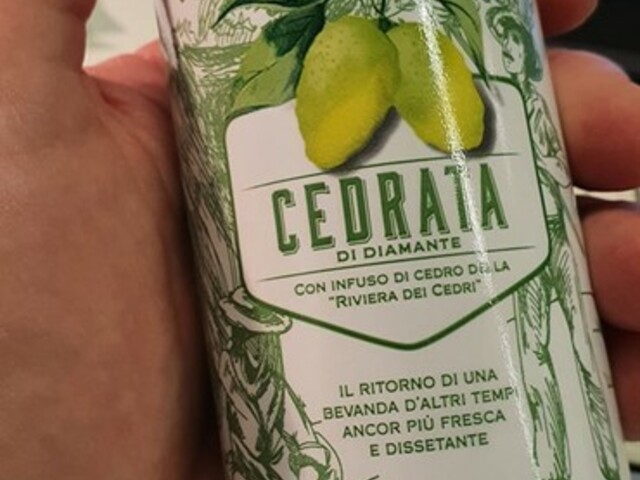 CEDRATA
DI DIAMANTE
CON INFUSO DI CEDRO DELLA
"RIVIERA DEI CEDRI"
IL RITORNO DI UNA
BEVANDA D'ALTRI TEMPI
ANCOR PIÙ FRESCA
E DISSETANTE